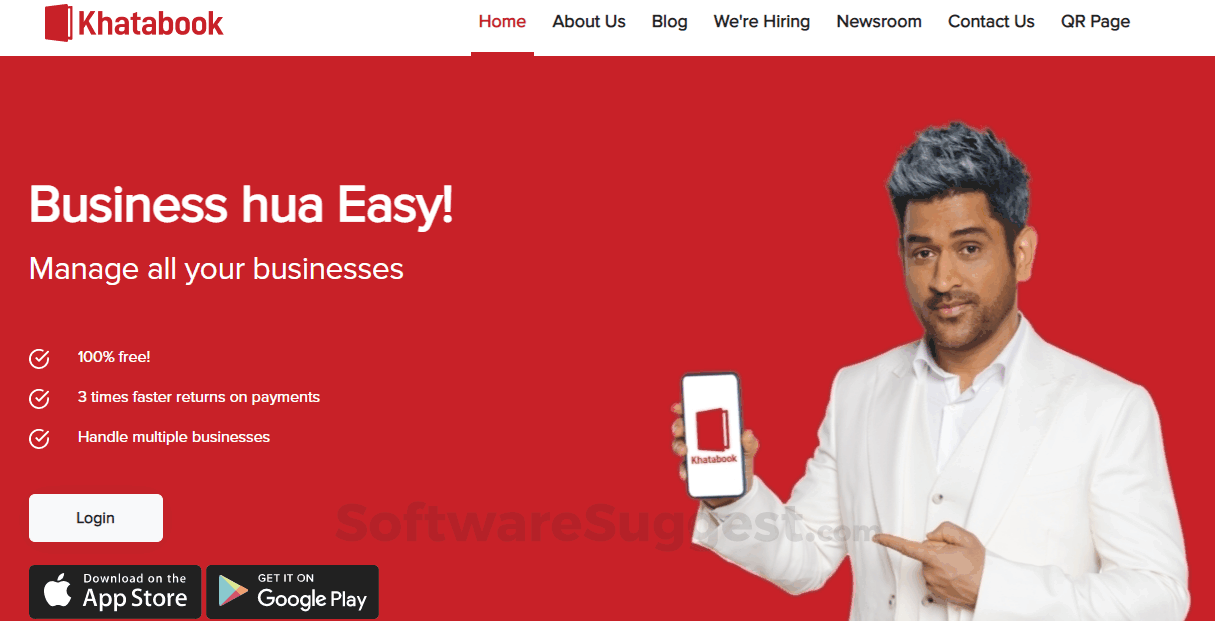 Khatabook
Home About Us Blog We're Hiring Newsroom Contact Us QR Page
Business hua Easy!
Manage all your businesses
100% free!
3 times faster returns on payments
Handle multiple businesses
Khatabook
Login
SoftwareSuggest.com
Download on the
App Store
GET IT ON
Google Play